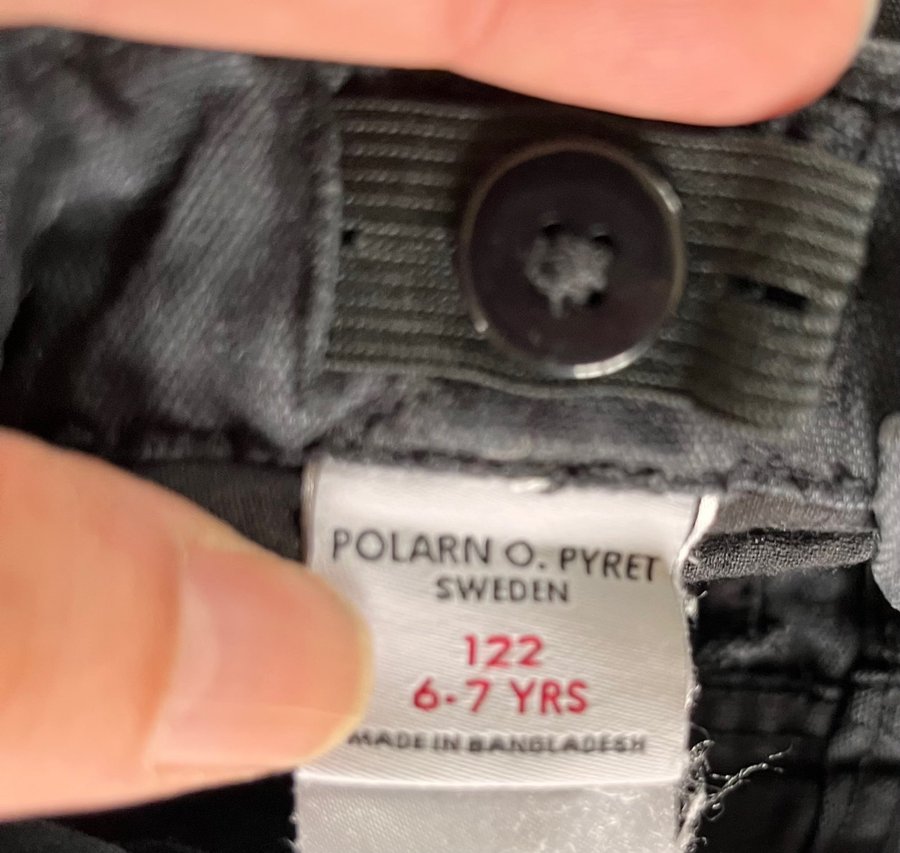 POLARN O. PYRET
SWEDEN
122
6-7 YRS
MADE IN BANGLADESH